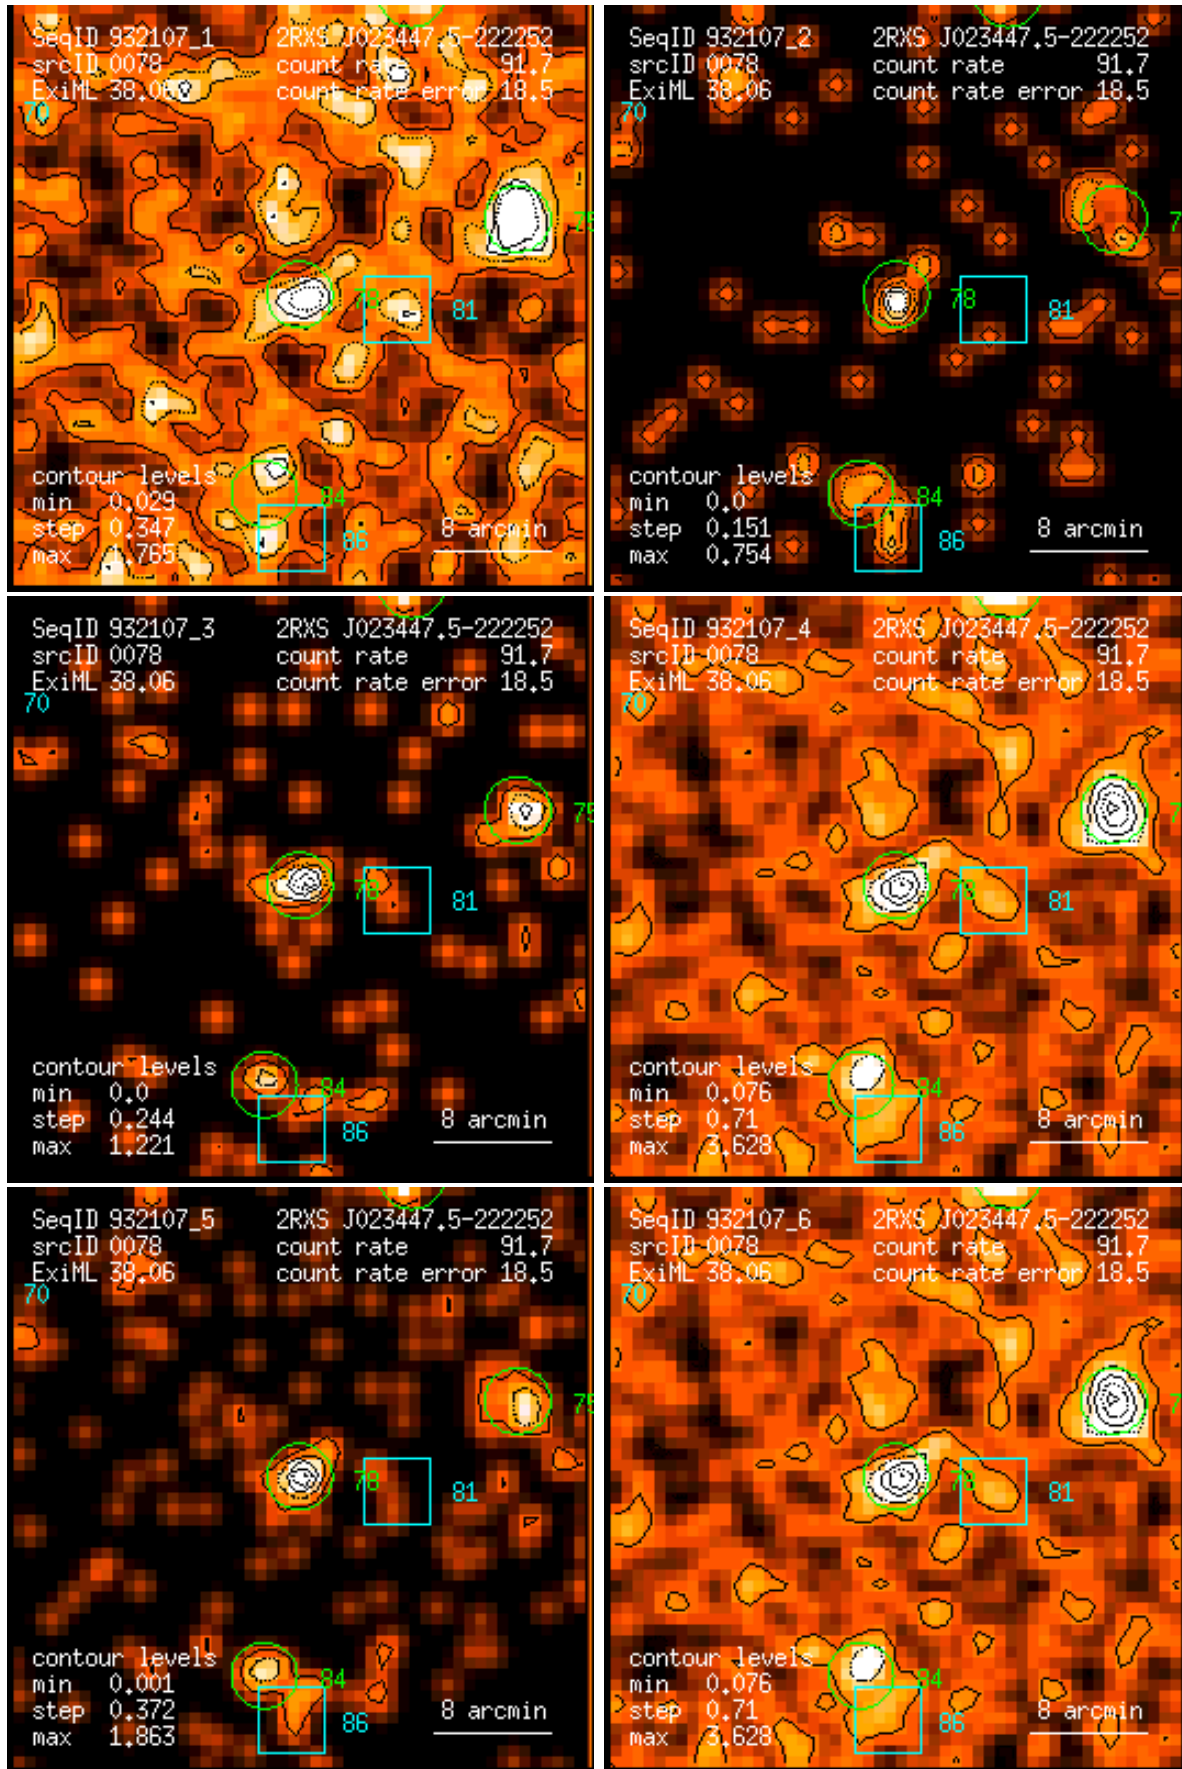 SeqID 932107_1 2RXS J023447.5-222252
srcID 0078 count rate 91.7
ExiML 38.06 count rate error 18.5
70
75
78
81
contour levels
min 0.029
84
step 0.347
8 arcmin
max 1.765
86
SeqID 932107_2 2RXS J023447.5-222252
srcID 0078 count rate 91.7
ExiML 38.06 count rate error 18.5
70
7
78
81
contour levels
min 0.0
84
step 0.151
8 arcmin
max 0.754
86
SeqID 932107_3 2RXS J023447.5-222252
srcID 0078 count rate 91.7
ExiML 38.06 count rate error 18.5
70
75
78
81
contour levels
min 0.0
84
step 0.244
8 arcmin
max 1.221
86
SeqID 932107_4 2RXS J023447.5-222252
srcID 0078 count rate 91.7
ExiML 38.06 count rate error 18.5
70
7
78
81
contour levels
min 0.076
84
step 0.71
8 arcmin
max 3.628
86
SeqID 932107_5 2RXS J023447.5-222252
srcID 0078 count rate 91.7
ExiML 38.06 count rate error 18.5
70
75
78
81
contour levels
min 0.001
84
step 0.372
8 arcmin
max 1.863
86
SeqID 932107_6 2RXS J023447.5-222252
srcID 0078 count rate 91.7
ExiML 38.06 count rate error 18.5
70
7
78
81
contour levels
min 0.076
84
step 0.71
8 arcmin
max 3.628
86